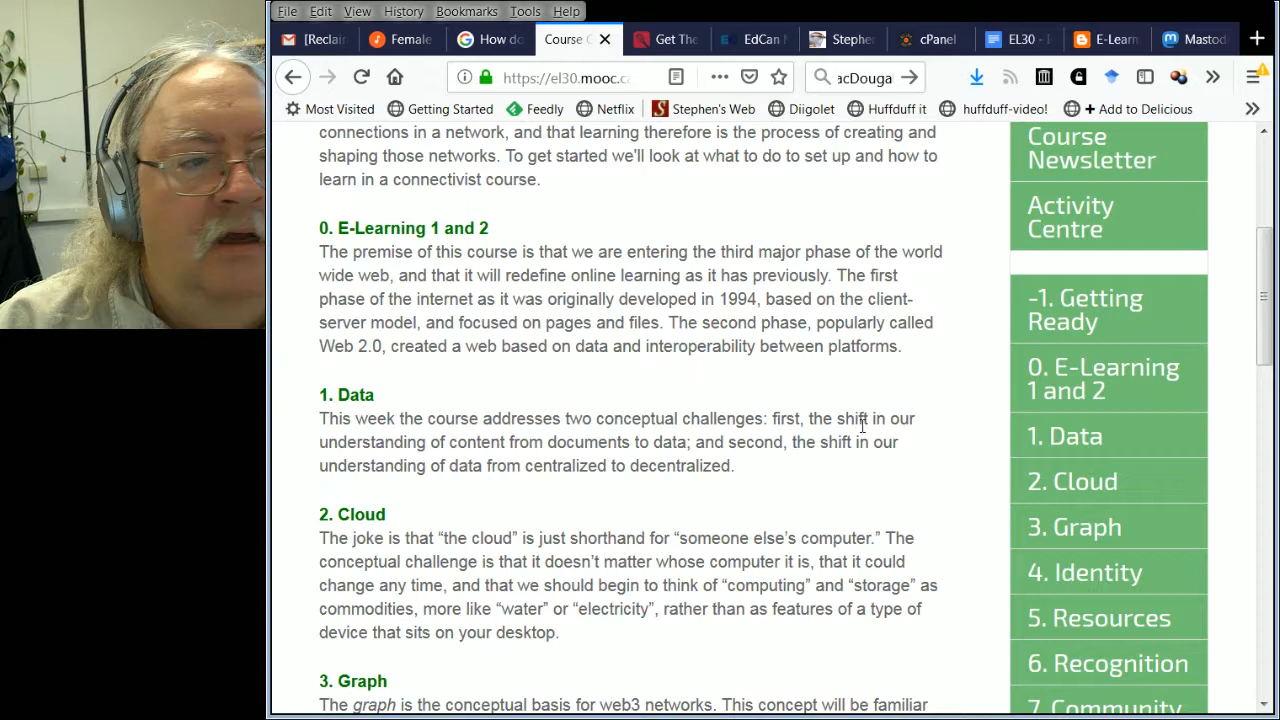 File Edit View History Bookmarks Tools Help
[Reclain Female How do Course C Get The EdCan Stephe cPanel EL30 - E-Learn Mastod
https://el30.mooc.c acDouga
Most Visited Getting Started Feedly Netflix Stephen's Web Diigolet Huffduff it huffduff-video! + Add to Delicious
connections in a network, and that learning therefore is the process of creating and
shaping those networks. To get started we'll look at what to do to set up and how to
learn in a connectivist course.
0. E-Learning 1 and 2
The premise of this course is that we are entering the third major phase of the world
wide web, and that it will redefine online learning as it has previously. The first
phase of the internet as it was originally developed in 1994, based on the client-
server model, and focused on pages and files. The second phase, popularly called
Web 2.0, created a web based on data and interoperability between platforms.
1. Data
This week the course addresses two conceptual challenges: first, the shift in our
understanding of content from documents to data; and second, the shift in our
understanding of data from centralized to decentralized.
2. Cloud
The joke is that “the cloud” is just shorthand for “someone else’s computer.” The
conceptual challenge is that it doesn’t matter whose computer it is, that it could
change any time, and that we should begin to think of “computing” and “storage” as
commodities, more like “water” or “electricity”, rather than as features of a type of
device that sits on your desktop.
3. Graph
The graph is the conceptual basis for web3 networks. This concept will be familiar
Course
Newsletter
Activity
Centre
-1. Getting
Ready
0. E-Learning
1 and 2
1. Data
2. Cloud
3. Graph
4. Identity
5. Resources
6. Recognition
7. Community